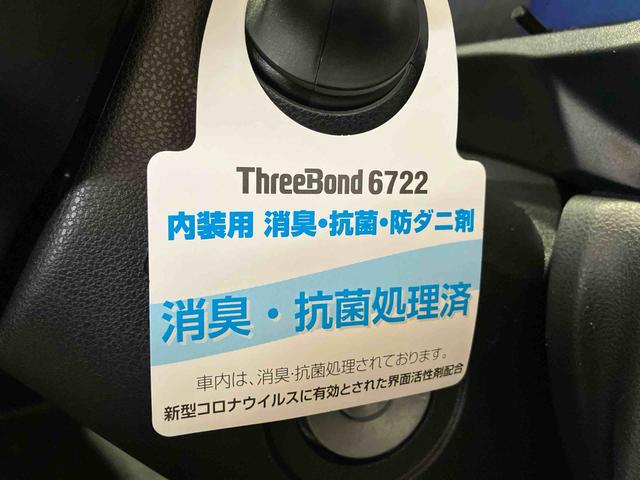 ThreeBond 6722
内装用 消臭・抗菌・防ダニ剤
消臭・抗菌処理済
車内は、消臭・抗菌処理されております。
新型コロナウイルスに有効とされた界面活性剤配合